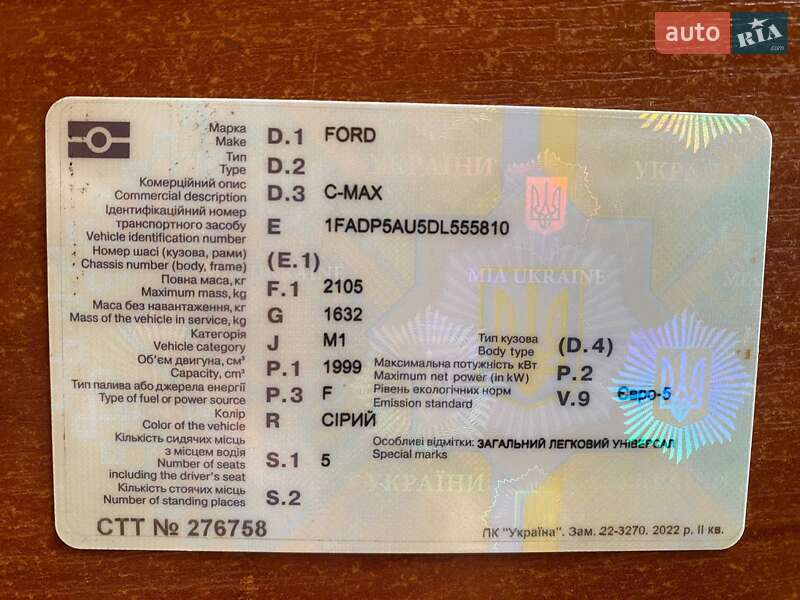 auto RIA.com
Марка
Make D.1 FORD
Тип
Type D.2
Комерційний опис
Commercial description D.3 C-MAX
Ідентифікаційний номер
транспортного засобу
Vehicle identification number E 1FADP5AU5DL555810
Номер шасі (кузова, рами)
Chassis number (body, frame) (E.1)
Повна маса, кг
Maximum mass, kg F.1 2105
Маса без навантаження, кг
Mass of the vehicle in service, kg G 1632
Категорія
Vehicle category J M1
Тип кузова
Body type (D.4)
Об'єм двигуна, см³
Capacity, cm³ P.1 1999
Максимальна потужність кВт
Maximum net power (in kW) P.2
Тип палива або джерела енергії
Type of fuel or power source P.3 F
Рівень екологічних норм
Emission standard V.9 Євро-5
Колір
Color of the vehicle R СІРИЙ
Особливі відмітки: ЗАГАЛЬНИЙ ЛЕГКОВИЙ УНІВЕРСАЛ
Special marks
Кількість сидячих місць
з місцем водія
Number of seats
including the driver's seat S.1 5
Кількість стоячих місць
Number of standing places S.2
СТТ № 276758
ПК "Україна". Зам. 22-3270. 2022 р. II кв.
УКРАЇНИ
УКРАЇНИ
MIA UKRAINE
УКРАЇНИ